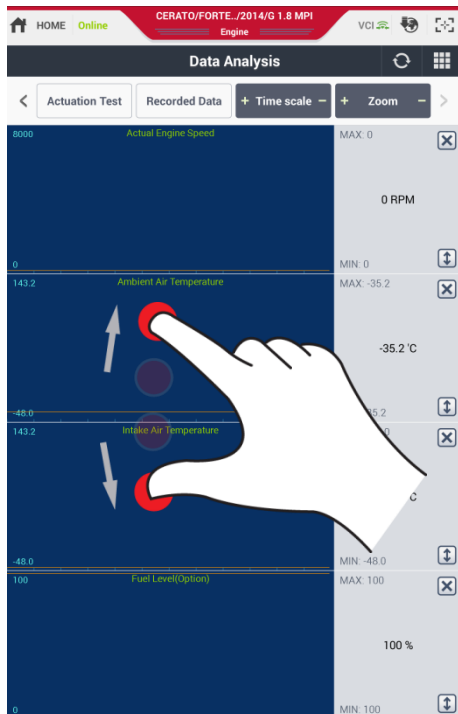 CERATO/FORTE../2014/G 1.8 MPI
HOME Online Engine VCI
Data Analysis
Actuation Test Recorded Data + Time scale − + Zoom −
8000 Actual Engine Speed MAX: 0
0 RPM
0 MIN: 0
143.2 Ambient Air Temperature MAX: -35.2
-35.2 'C
-48.0 5.2
143.2 Intake Air Temperature 0
C
-48.0 MIN: -48.0
100 Fuel Level(Option) MAX: 100
100 %
0 MIN: 100